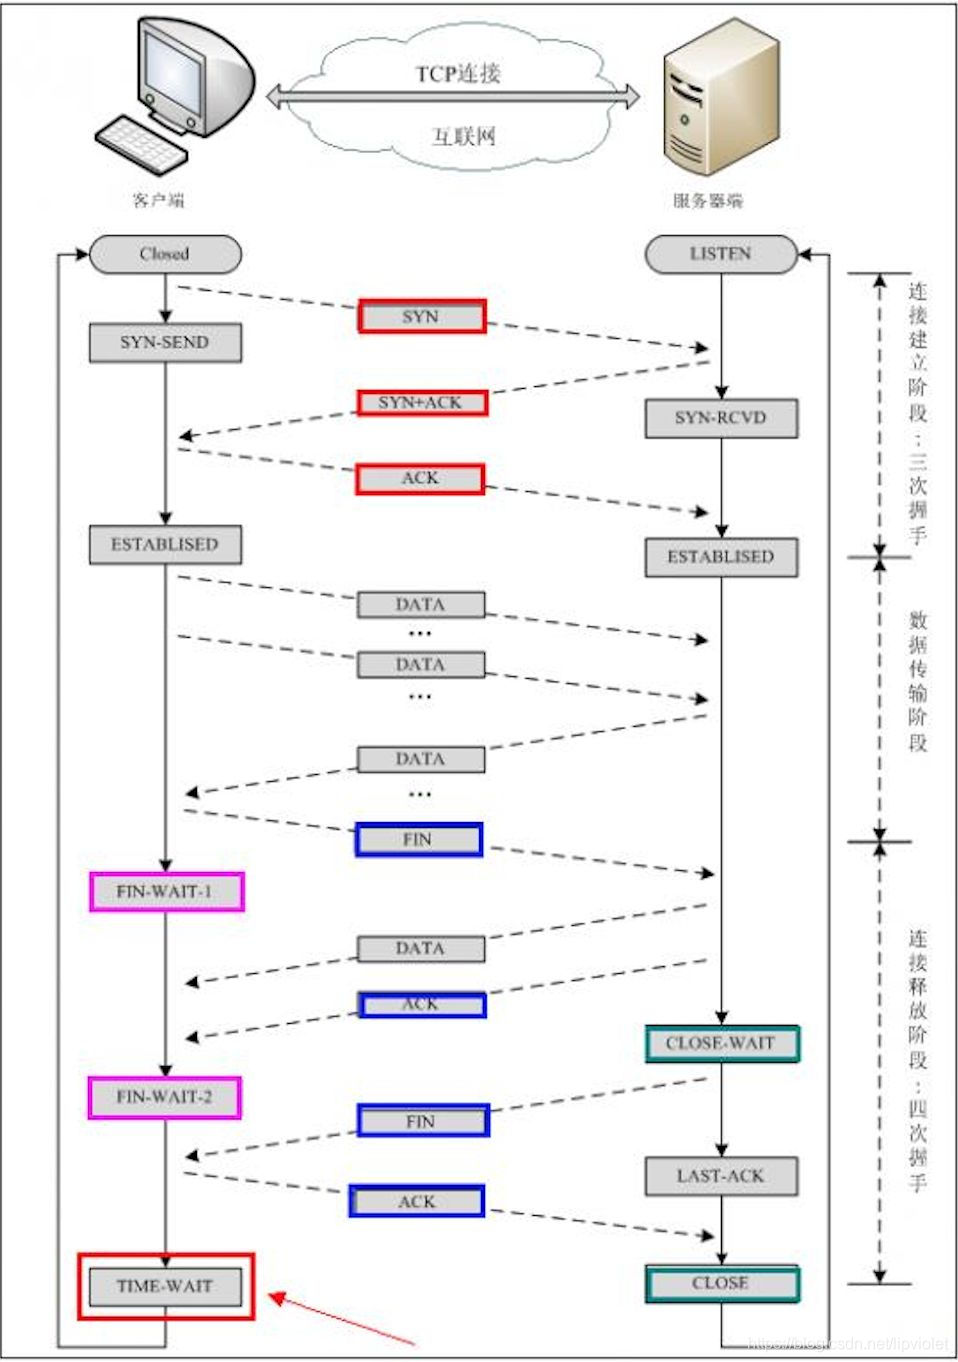 TCP连接
互联网
客户端
服务器端
Closed
LISTEN
SYN
SYN-SEND
SYN+ACK
SYN-RCVD
ACK
ESTABLISED
ESTABLISED
连接建立阶段：三次握手
DATA
...
DATA
...
DATA
...
数据传输阶段
FIN
FIN-WAIT-1
DATA
ACK
CLOSE-WAIT
FIN-WAIT-2
FIN
LAST-ACK
ACK
TIME-WAIT
CLOSE
连接释放阶段：四次握手
https://blog.csdn.net/lipviolet